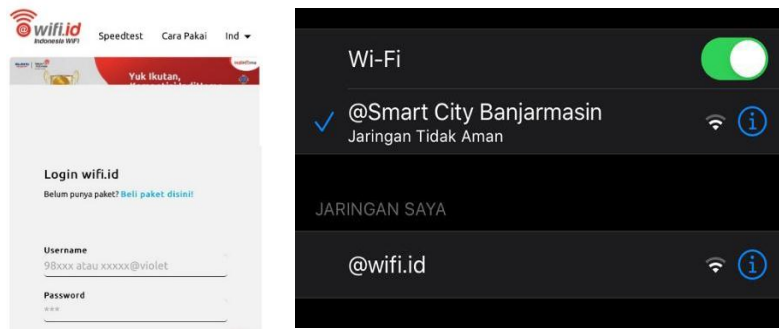 wifi.id
Indonesia WiFi
Speedtest
Cara Pakai
Ind
Yuk Ikutan,
Login wifi.id
Belum punya paket? Beli paket disini!
Username
98xxx atau xxxxx@violet
Password
***
Wi-Fi
@Smart City Banjarmasin
Jaringan Tidak Aman
JARINGAN SAYA
@wifi.id